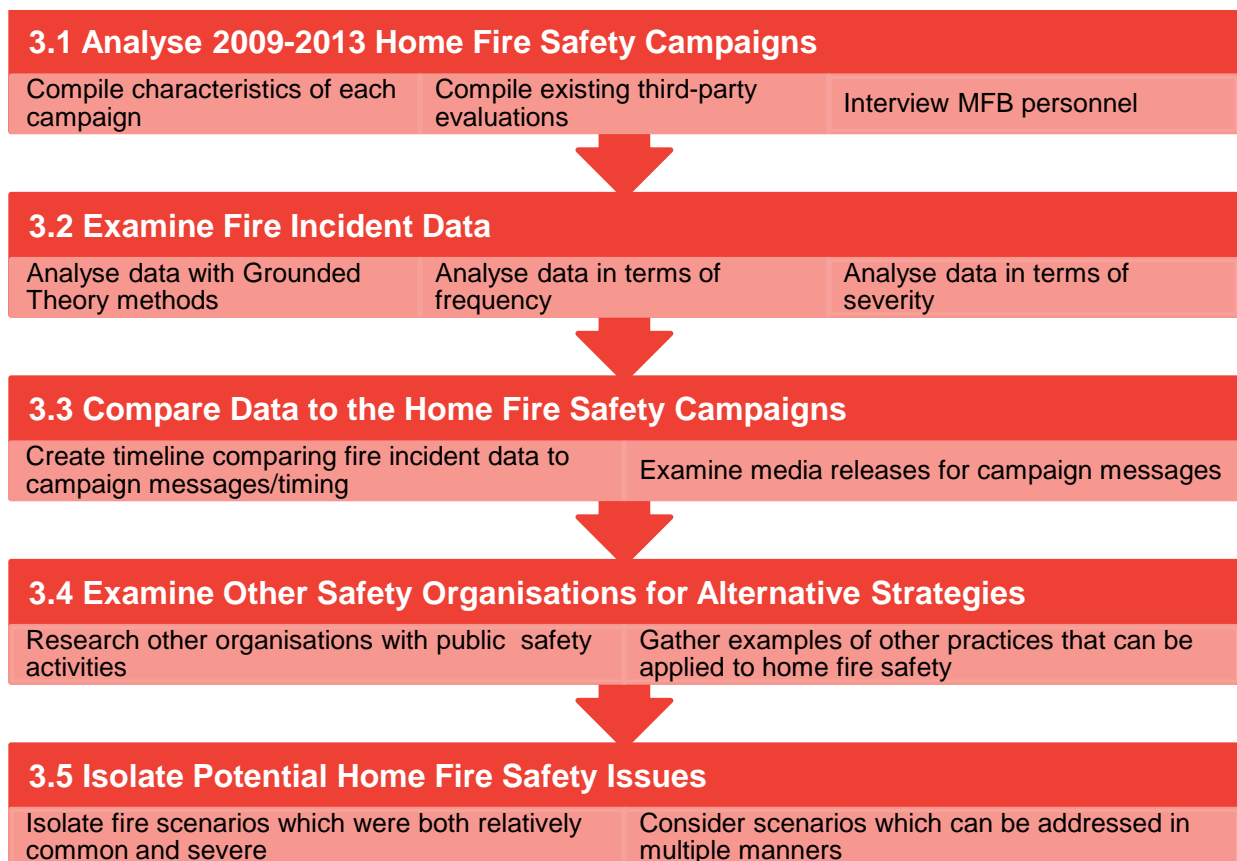 3.1 Analyse 2009-2013 Home Fire Safety Campaigns
Compile characteristics of each
campaign
Compile existing third-party
evaluations
Interview MFB personnel
3.2 Examine Fire Incident Data
Analyse data with Grounded
Theory methods
Analyse data in terms of
frequency
Analyse data in terms of
severity
3.3 Compare Data to the Home Fire Safety Campaigns
Create timeline comparing fire incident data to
campaign messages/timing
Examine media releases for campaign messages
3.4 Examine Other Safety Organisations for Alternative Strategies
Research other organisations with public safety
activities
Gather examples of other practices that can be
applied to home fire safety
3.5 Isolate Potential Home Fire Safety Issues
Isolate fire scenarios which were both relatively
common and severe
Consider scenarios which can be addressed in
multiple manners